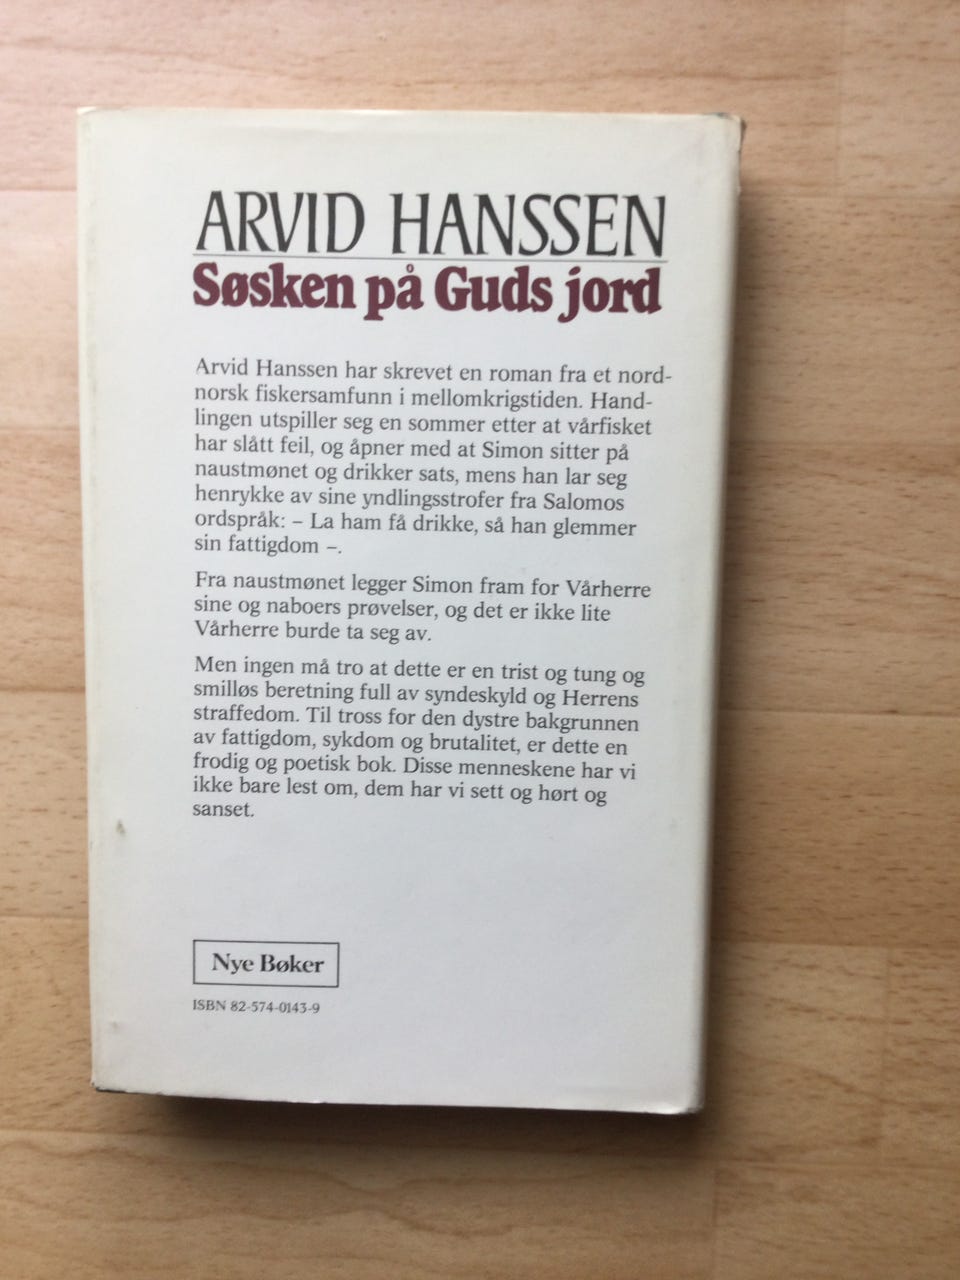 ARVID HANSSEN
Søsken på Guds jord
Arvid Hanssen har skrevet en roman fra et nord-
norsk fiskersamfunn i mellomkrigstiden. Hand-
lingen utspiller seg en sommer etter at vårfisket
har slått feil, og åpner med at Simon sitter på
naustmønet og drikker sats, mens han lar seg
henrykke av sine yndlingsstrofer fra Salomos
ordspråk: – La ham få drikke, så han glemmer
sin fattigdom –.
Fra naustmønet legger Simon fram for Vårherre
sine og naboers prøvelser, og det er ikke lite
Vårherre burde ta seg av.
Men ingen må tro at dette er en trist og tung og
smilløs beretning full av syndeskyld og Herrens
straffedom. Til tross for den dystre bakgrunnen
av fattigdom, sykdom og brutalitet, er dette en
frodig og poetisk bok. Disse menneskene har vi
ikke bare lest om, dem har vi sett og hørt og
sanset.
Nye Bøker
ISBN 82-574-0143-9